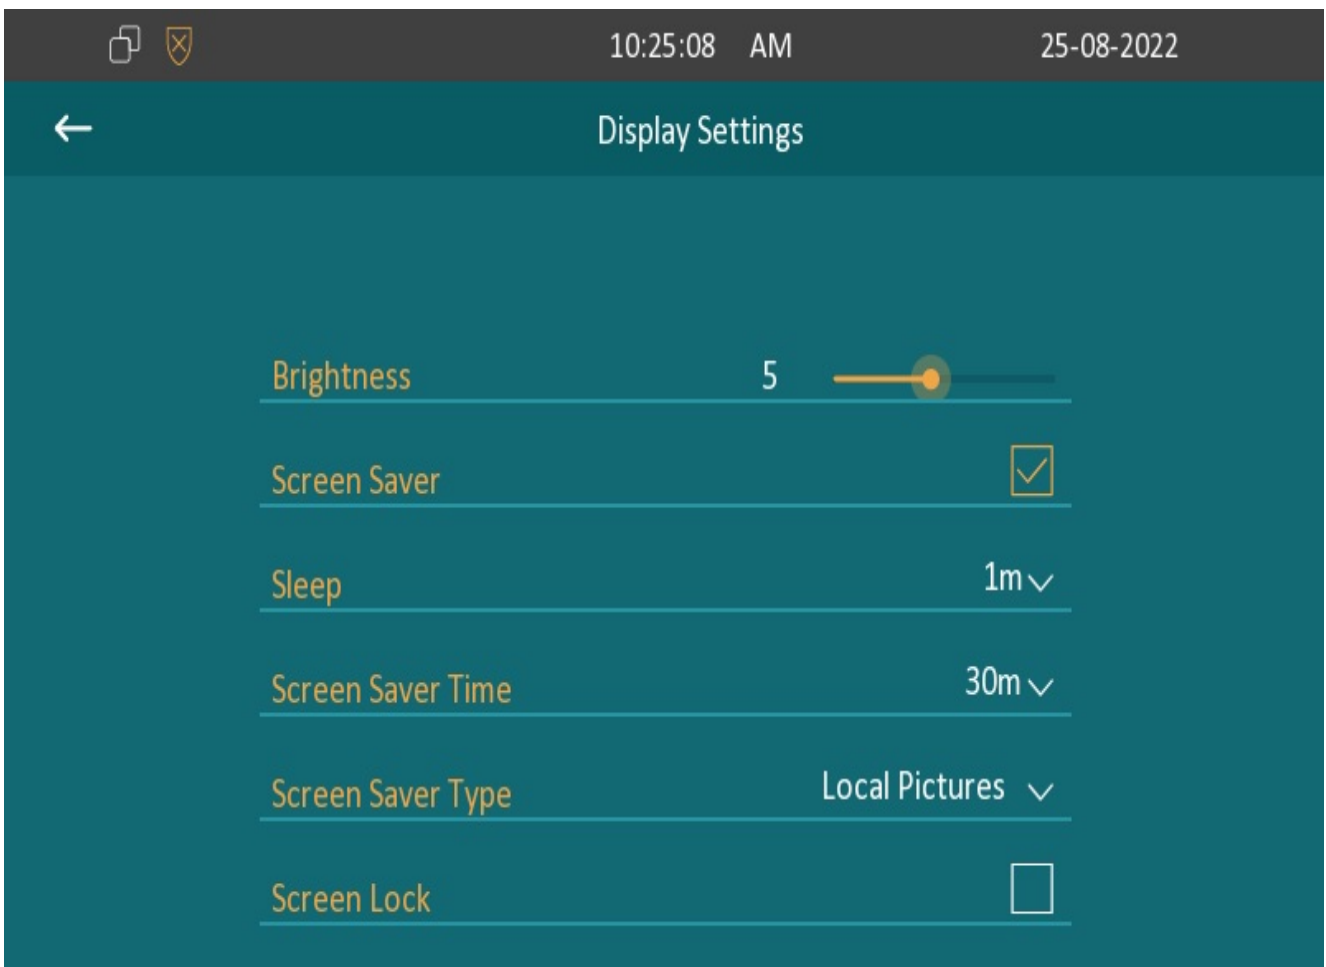 10:25:08 AM 25-08-2022
Display Settings
Brightness 5
Screen Saver
Sleep 1m
Screen Saver Time 30m
Screen Saver Type Local Pictures
Screen Lock